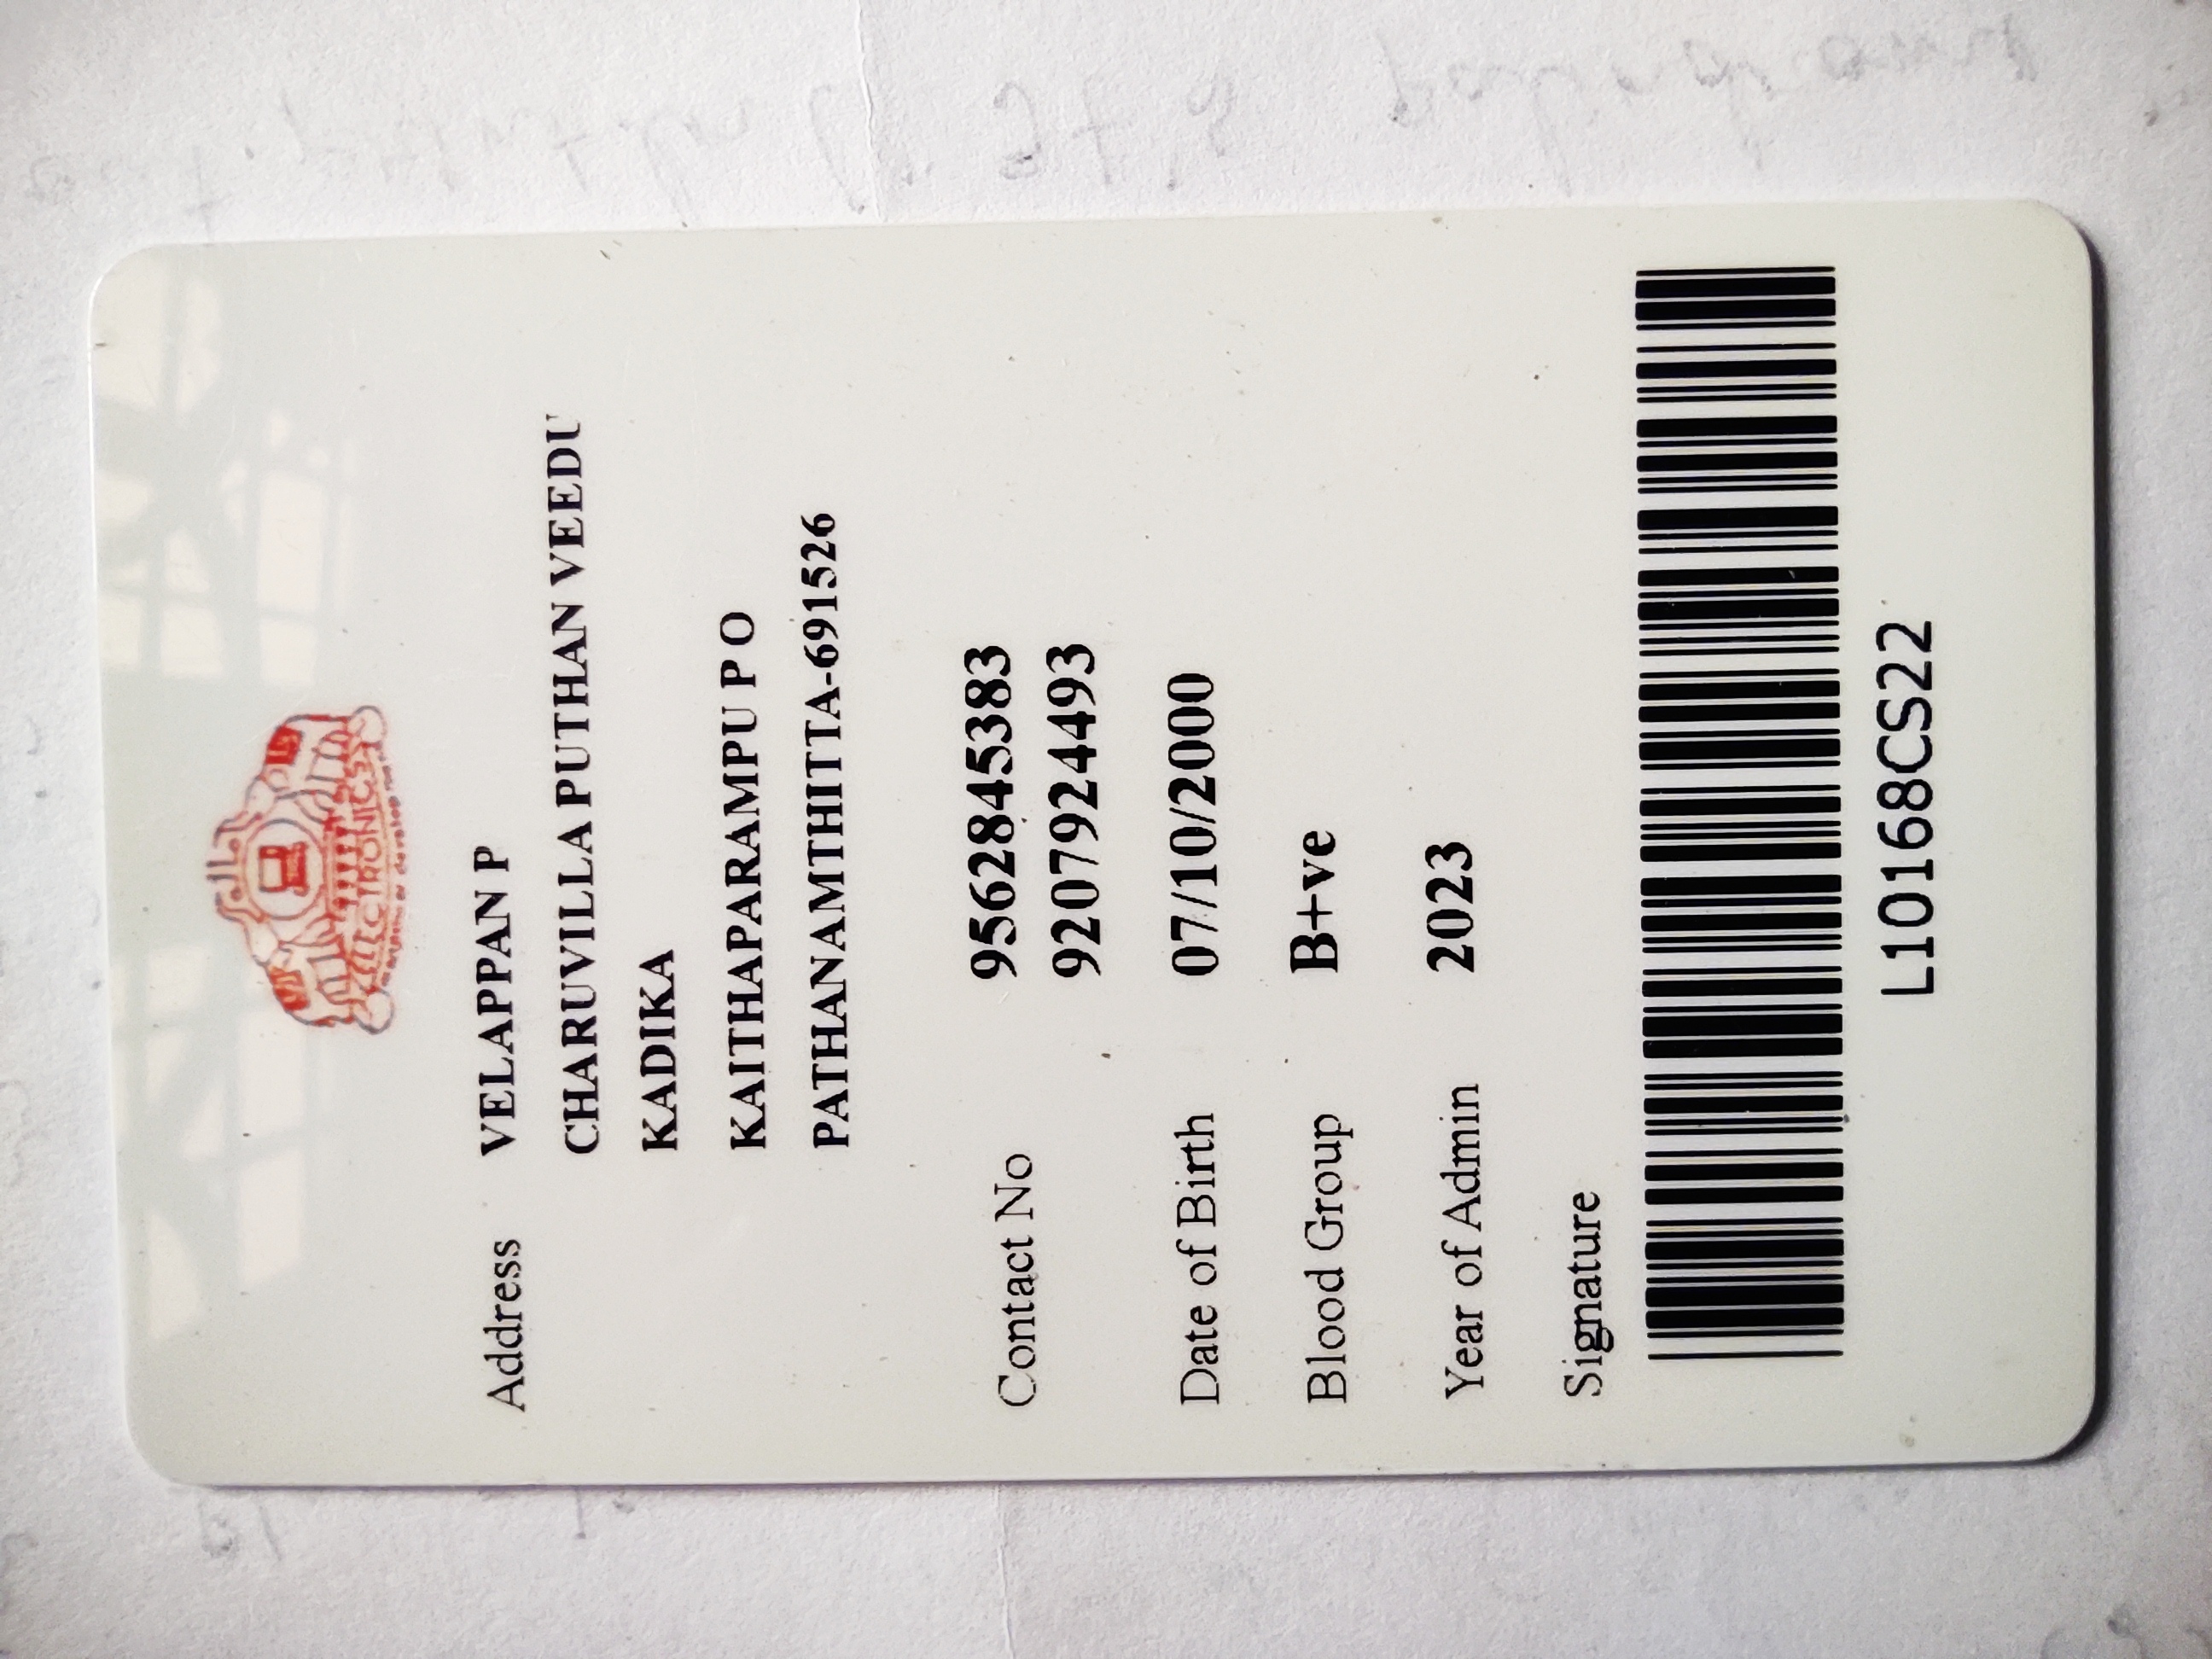 ELECTRONICS
Address VELAPPAN P
CHARUVILLA PUTHAN VEEDU
KADIKA
KAITHAPARAMPU P O
PATHANAMTHITTA-691526
Contact No 9562845383
9207924493
Date of Birth 07/10/2000
Blood Group B+ve
Year of Admin 2023
Signature
L10168CS22